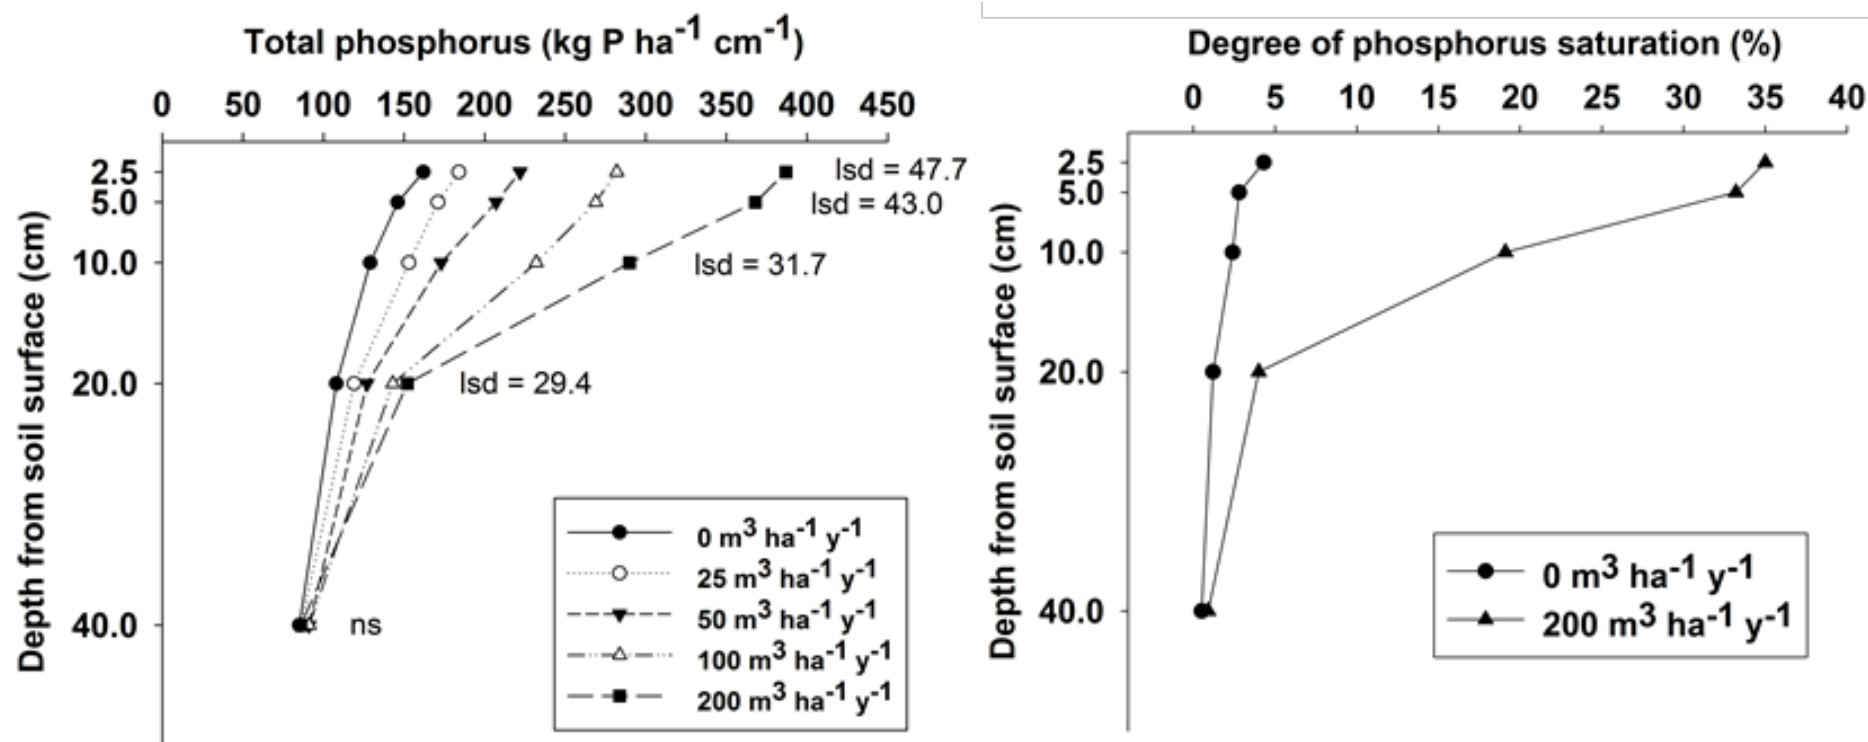 Total phosphorus (kg P ha⁻¹ cm⁻¹)
0 50 100 150 200 250 300 350 400 450
Depth from soil surface (cm)
2.5
5.0
10.0
20.0
40.0
lsd = 47.7
lsd = 43.0
lsd = 31.7
lsd = 29.4
ns
0 m³ ha⁻¹ y⁻¹
25 m³ ha⁻¹ y⁻¹
50 m³ ha⁻¹ y⁻¹
100 m³ ha⁻¹ y⁻¹
200 m³ ha⁻¹ y⁻¹
Degree of phosphorus saturation (%)
0 5 10 15 20 25 30 35 40
Depth from soil surface (cm)
2.5
5.0
10.0
20.0
40.0
0 m³ ha⁻¹ y⁻¹
200 m³ ha⁻¹ y⁻¹